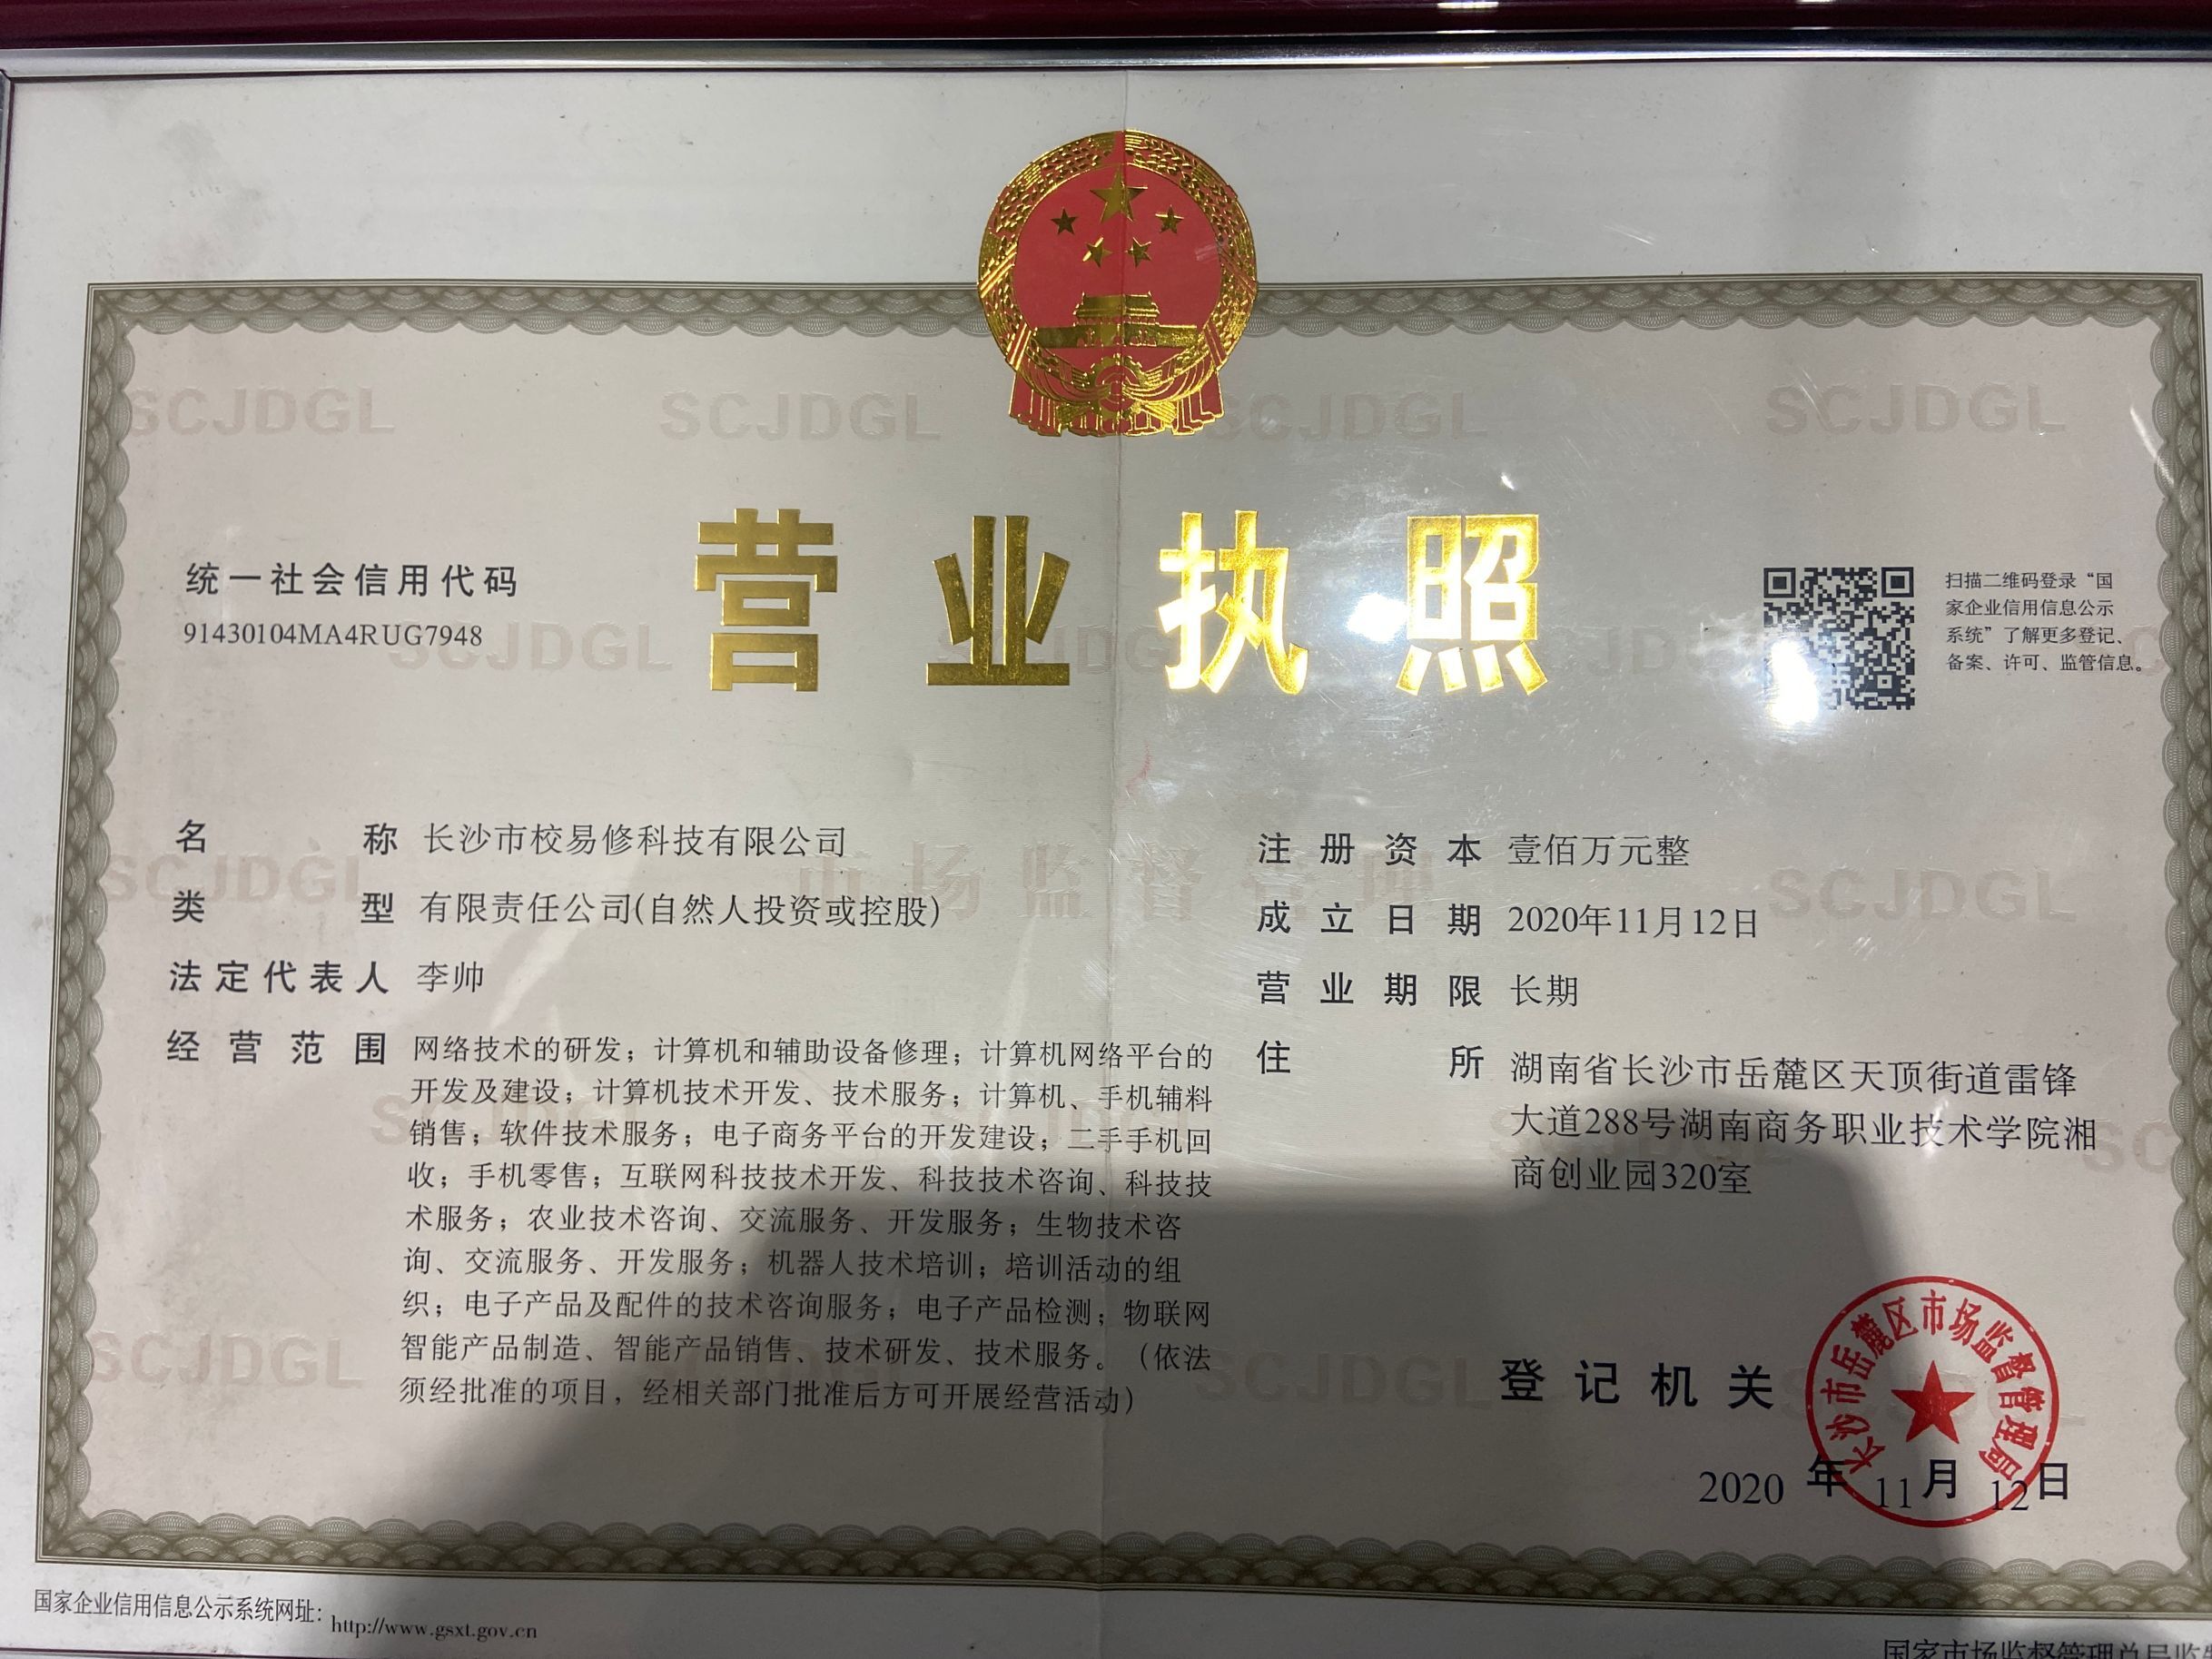 营业执照
统一社会信用代码
91430104MA4RUG7948
扫描二维码登录“国
家企业信用信息公示
系统”了解更多登记、
备案、许可、监管信息。
名称 长沙市校易修科技有限公司
类型 有限责任公司(自然人投资或控股)
法定代表人 李帅
经营范围 网络技术的研发；计算机和辅助设备修理；计算机网络平台的
开发及建设；计算机技术开发、技术服务；计算机、手机辅料
销售；软件技术服务；电子商务平台的开发建设；二手手机回
收；手机零售；互联网科技技术开发、科技技术咨询、科技技
术服务；农业技术咨询、交流服务、开发服务；生物技术咨
询、交流服务、开发服务；机器人技术培训；培训活动的组
织；电子产品及配件的技术咨询服务；电子产品检测；物联网
智能产品制造、智能产品销售、技术研发、技术服务。（依法
须经批准的项目，经相关部门批准后方可开展经营活动）
注册资本 壹佰万元整
成立日期 2020年11月12日
营业期限 长期
住所 湖南省长沙市岳麓区天顶街道雷锋
大道288号湖南商务职业技术学院湘
商创业园320室
登记机关
长沙市岳麓区市场监督管理局
2020 年 11 月 12 日
国家企业信用信息公示系统网址：http://www.gsxt.gov.cn
国家市场监督管理总局监
SCJDGL SCJDGL SCJDGL SCJDGL
市场监督管理